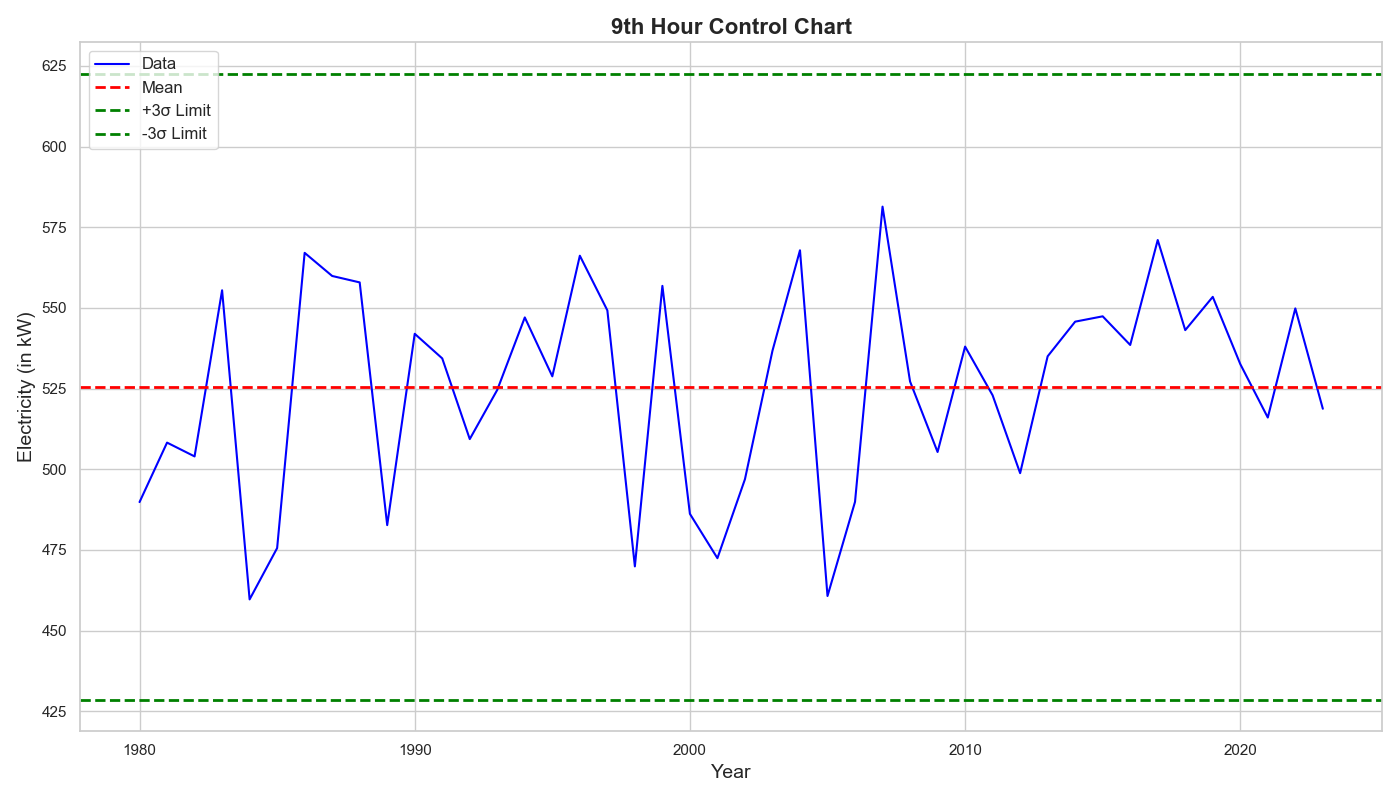 9th Hour Control Chart
Data
Mean
+3σ Limit
-3σ Limit
625
600
575
550
525
500
475
450
425
Electricity (in kW)
1980
1990
2000
2010
2020
Year